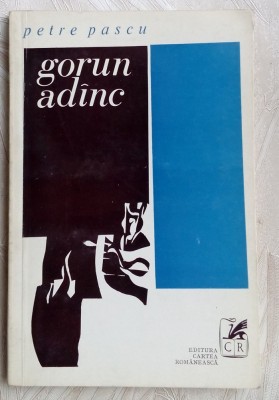 petre pascu
gorun
adînc
CR
EDITURA
CARTEA
ROMÂNEASCĂ